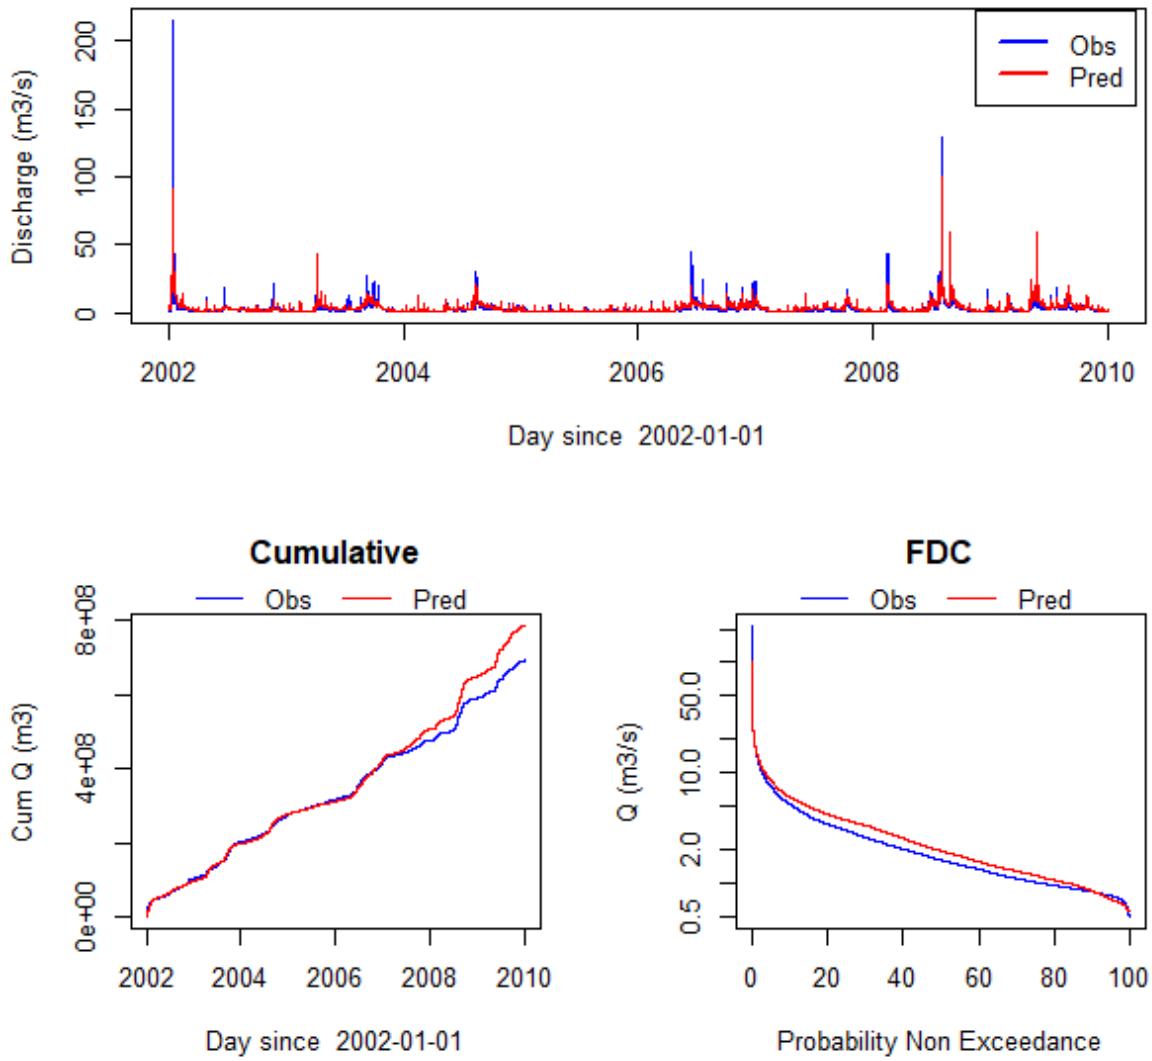 Discharge (m3/s)
200
150
100
50
0
Obs
Pred
2002
2004
2006
2008
2010
Day since 2002-01-01
Cumulative
Obs
Pred
Cum Q (m3)
8e+08
4e+08
0e+00
2002
2004
2006
2008
2010
Day since 2002-01-01
FDC
Obs
Pred
Q (m3/s)
50.0
10.0
2.0
0.5
0
20
40
60
80
100
Probability Non Exceedance